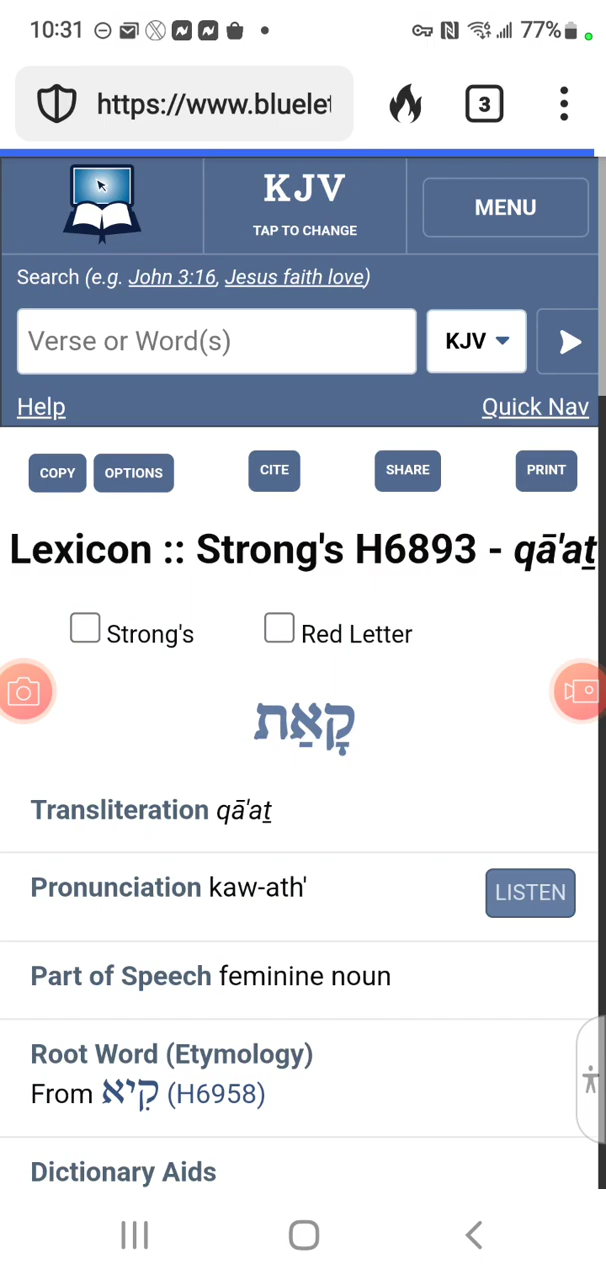 10:31 77%
https://www.bluelet
3
KJV
TAP TO CHANGE
MENU
Search (e.g. John 3:16, Jesus faith love)
Verse or Word(s)
KJV
Help Quick Nav
COPY OPTIONS CITE SHARE PRINT
Lexicon :: Strong's H6893 - qā'aṯ
Strong's Red Letter
קָאַת
Transliteration qā'aṯ
Pronunciation kaw-ath'
LISTEN
Part of Speech feminine noun
Root Word (Etymology)
From קִיא (H6958)
Dictionary Aids